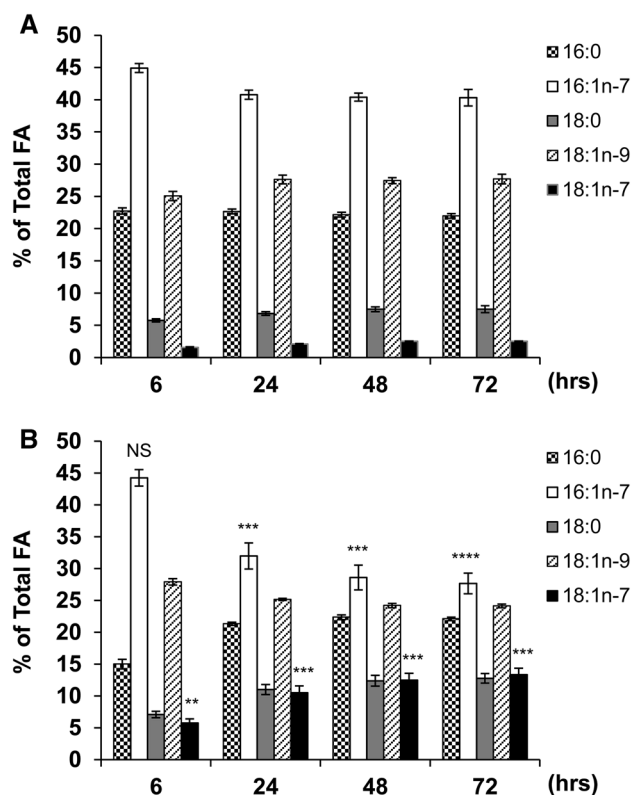 A
50
45
40
35
30
25
20
15
10
5
0
% of Total FA
6 24 48 72 (hrs)
16:0
16:1n-7
18:0
18:1n-9
18:1n-7
B
50
45
40
35
30
25
20
15
10
5
0
% of Total FA
NS
**
***
***
***
***
****
***
6 24 48 72 (hrs)
16:0
16:1n-7
18:0
18:1n-9
18:1n-7